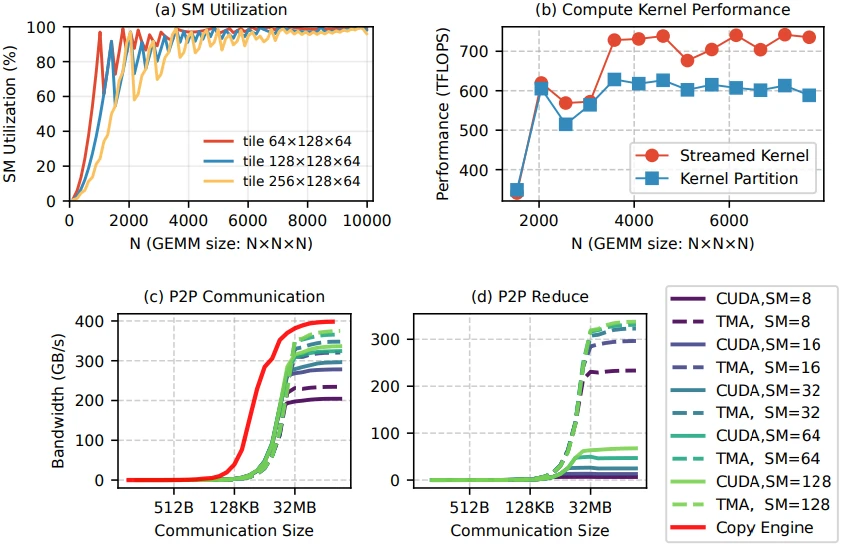 (a) SM Utilization
SM Utilization (%)
100
80
60
40
20
0
tile 64×128×64
tile 128×128×64
tile 256×128×64
0 2000 4000 6000 8000 10000
N (GEMM size: N×N×N)
(b) Compute Kernel Performance
Performance (TFLOPS)
700
600
500
400
Streamed Kernel
Kernel Partition
2000 4000 6000
N (GEMM size: N×N×N)
(c) P2P Communication
Bandwidth (GB/s)
400
300
200
100
0
512B 128KB 32MB
Communication Size
(d) P2P Reduce
300
200
100
0
512B 128KB 32MB
Communication Size
CUDA,SM=8
TMA, SM=8
CUDA,SM=16
TMA, SM=16
CUDA,SM=32
TMA, SM=32
CUDA,SM=64
TMA, SM=64
CUDA,SM=128
TMA, SM=128
Copy Engine